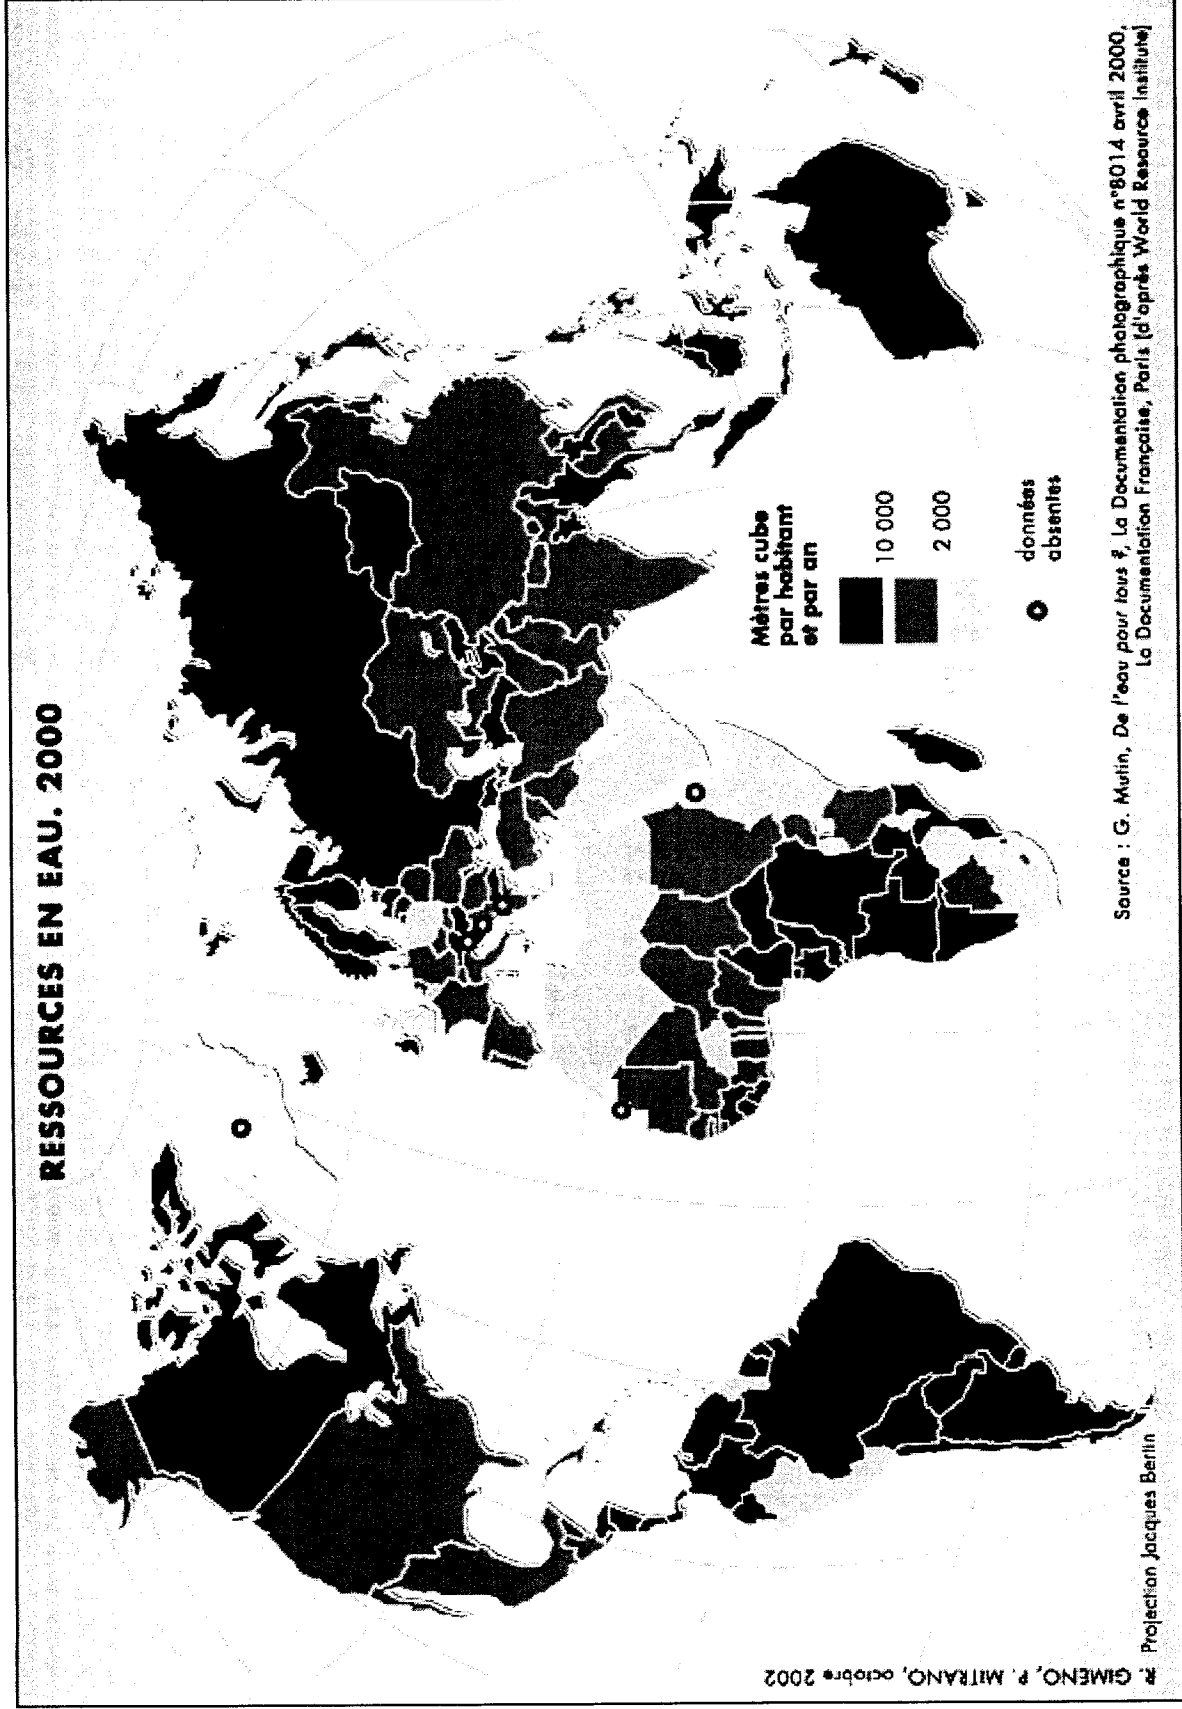 RESSOURCES EN EAU. 2000
Mètres cube
par habitant
et par an
10 000
2 000
données
absentes
Source : G. Mutin, De l'eau pour tous ?, La Documentation photographique n°8014 avril 2000,
La Documentation Française, Paris (d'après World Resource Institute)
Projection Jacques Bertin
R. GIMENO, P. MITRANO, octobre 2002